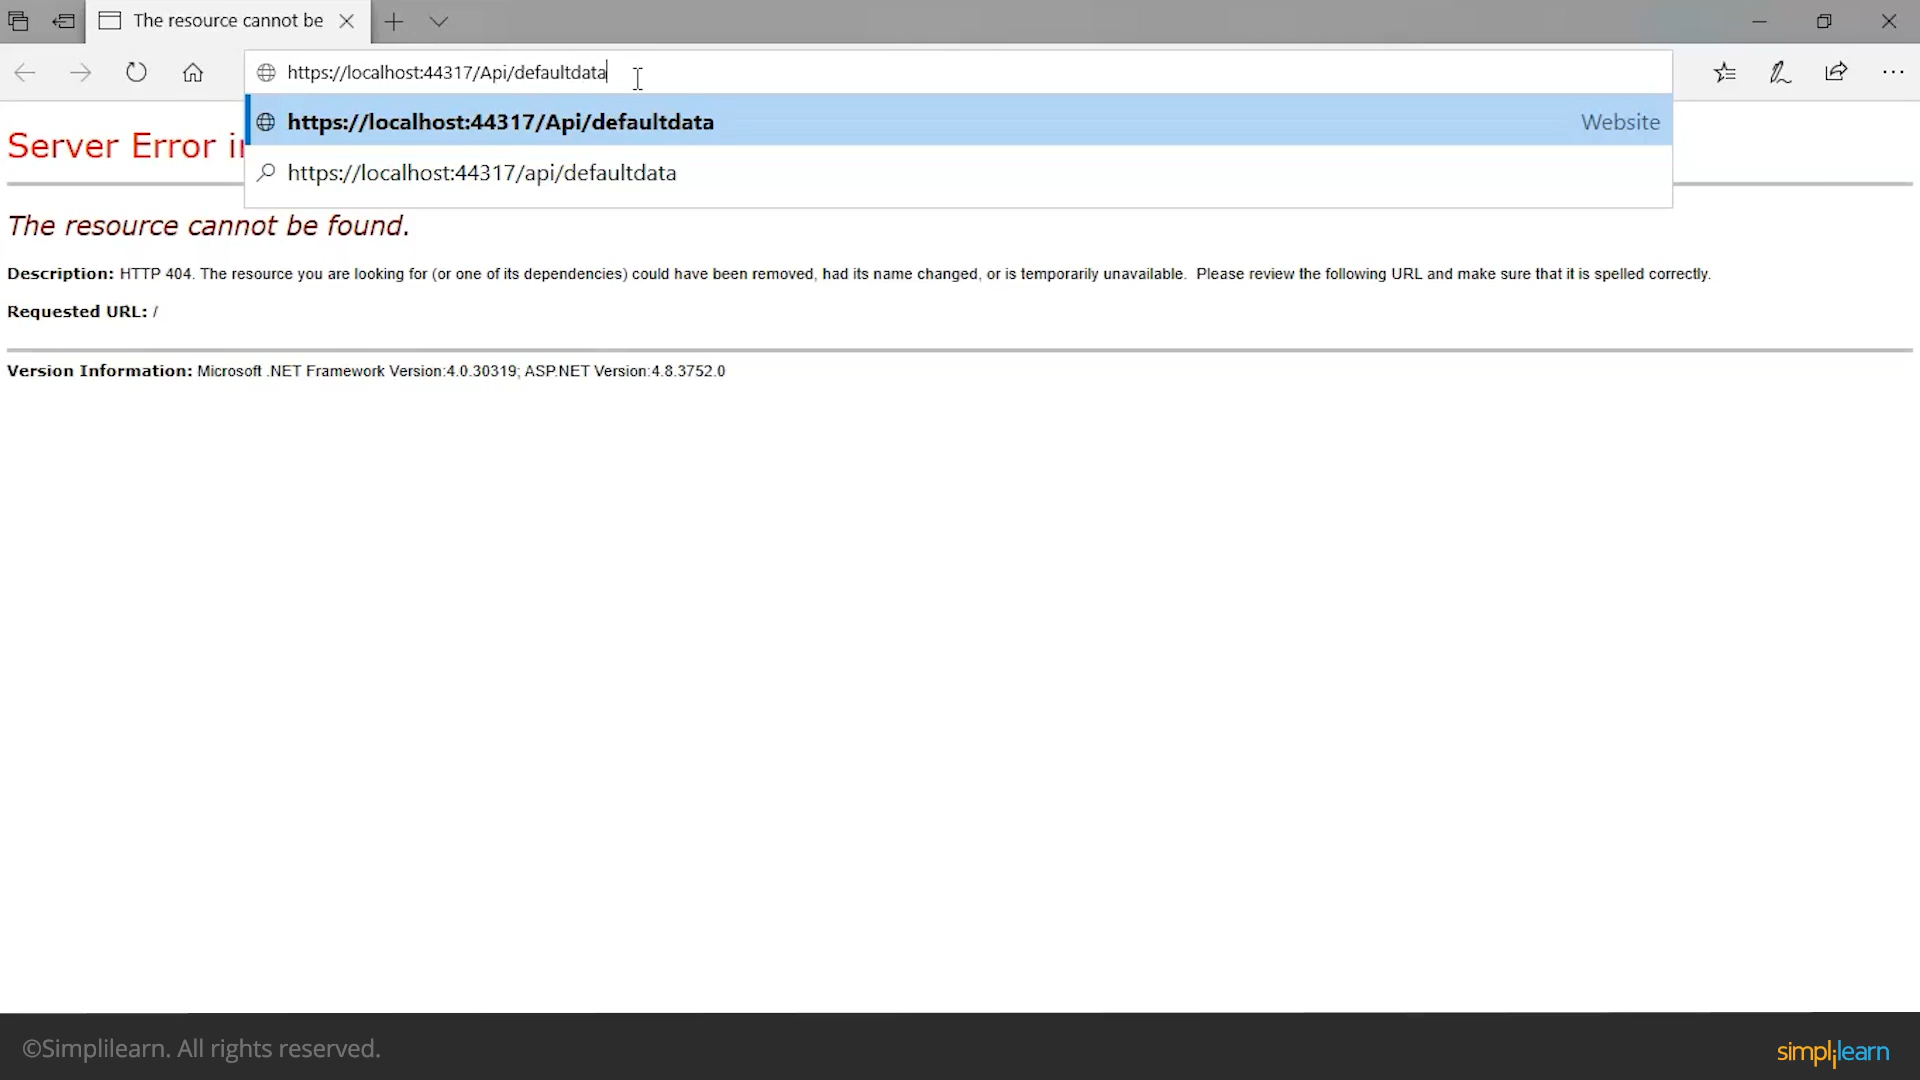 The resource cannot be
https://localhost:44317/Api/defaultdata
https://localhost:44317/Api/defaultdata Website
https://localhost:44317/api/defaultdata
Server Error i
The resource cannot be found.
Description: HTTP 404. The resource you are looking for (or one of its dependencies) could have been removed, had its name changed, or is temporarily unavailable.  Please review the following URL and make sure that it is spelled correctly.
Requested URL: /
Version Information: Microsoft .NET Framework Version:4.0.30319; ASP.NET Version:4.8.3752.0
©Simplilearn. All rights reserved.
simplilearn